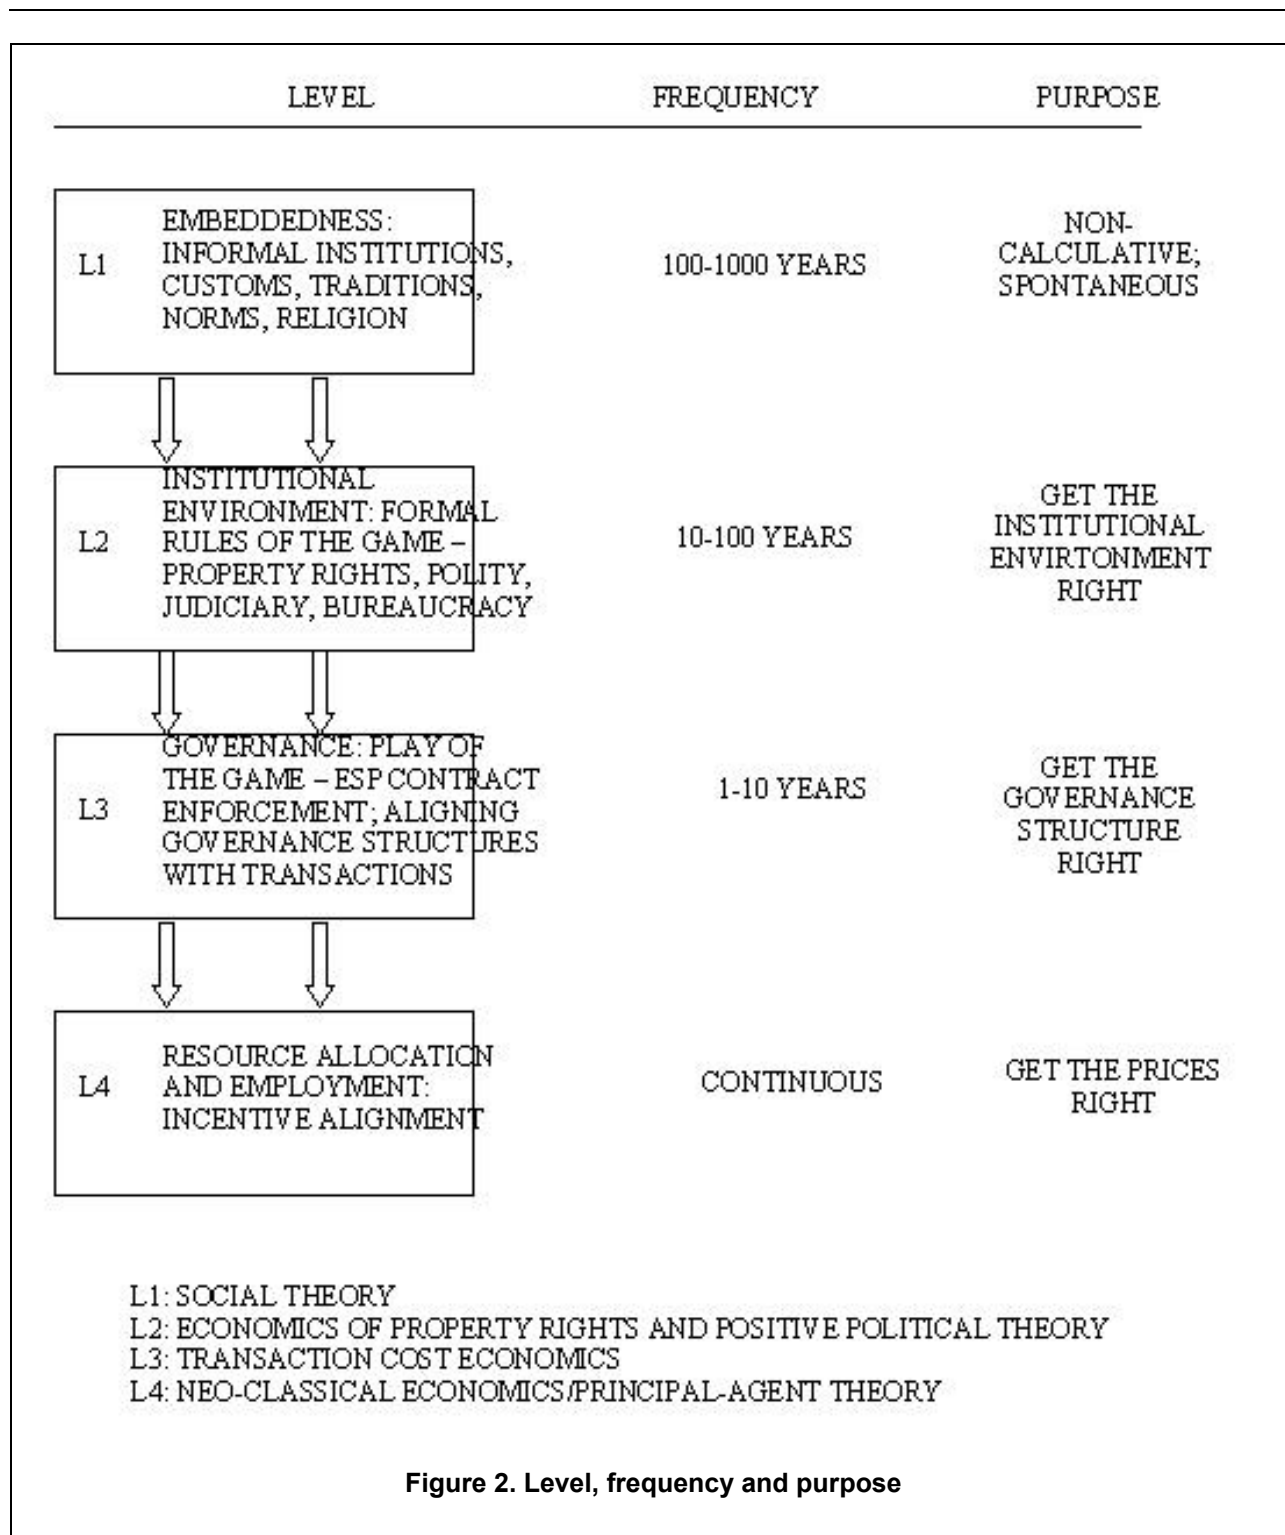 LEVEL FREQUENCY PURPOSE
EMBEDDEDNESS:
INFORMAL INSTITUTIONS,
CUSTOMS, TRADITIONS,
NORMS, RELIGION
L1
100-1000 YEARS
NON-
CALCULATIVE;
SPONTANEOUS
INSTITUTIONAL
ENVIRONMENT: FORMAL
RULES OF THE GAME –
PROPERTY RIGHTS, POLITY,
JUDICIARY, BUREAUCRACY
L2
10-100 YEARS
GET THE
INSTITUTIONAL
ENVIRTONMENT
RIGHT
GOVERNANCE: PLAY OF
THE GAME – ESP CONTRACT
ENFORCEMENT; ALIGNING
GOVERNANCE STRUCTURES
WITH TRANSACTIONS
L3
1-10 YEARS
GET THE
GOVERNANCE
STRUCTURE
RIGHT
RESOURCE ALLOCATION
AND EMPLOYMENT:
INCENTIVE ALIGNMENT
L4
CONTINUOUS
GET THE PRICES
RIGHT
L1: SOCIAL THEORY
L2: ECONOMICS OF PROPERTY RIGHTS AND POSITIVE POLITICAL THEORY
L3: TRANSACTION COST ECONOMICS
L4: NEO-CLASSICAL ECONOMICS/PRINCIPAL-AGENT THEORY
Figure 2. Level, frequency and purpose